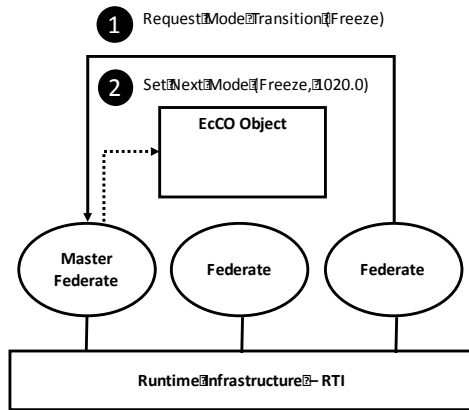 1 Request Mode Transition (Freeze)
2 Set Next Mode (Freeze, 1020.0)
EcCO Object
Master
Federate
Federate
Federate
Runtime Infrastructure – RTI